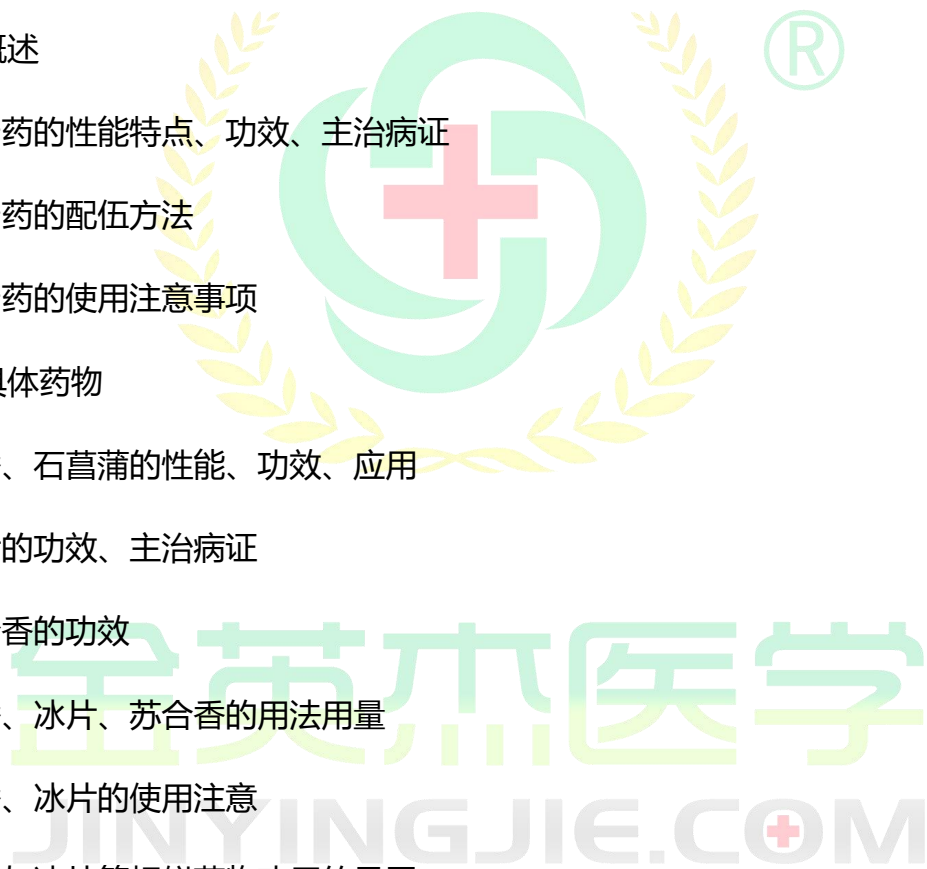 概述
药的性能特点、功效、主治病证
药的配伍方法
药的使用注意事项
具体药物
、石菖蒲的性能、功效、应用
的功效、主治病证
香的功效
、冰片、苏合香的用法用量
、冰片的使用注意
®
金英杰医学
JINYINGJIE.COM